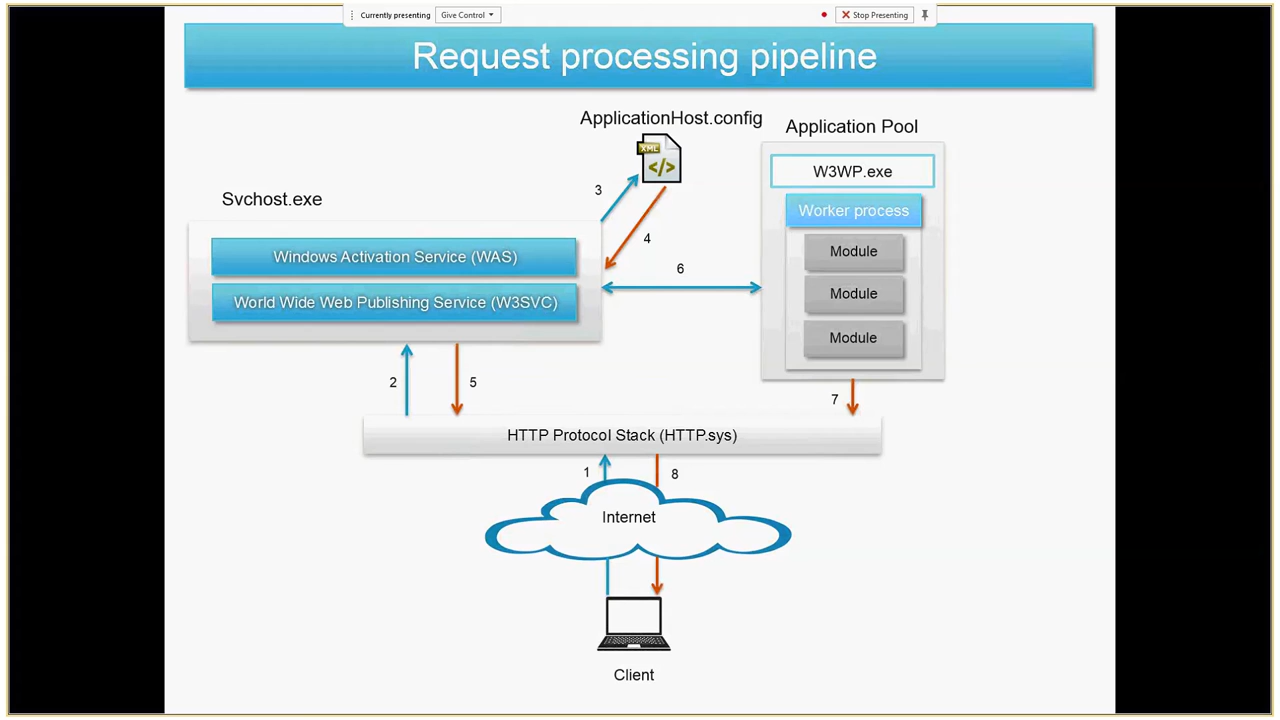 Currently presenting
Give Control
Stop Presenting
Request processing pipeline
ApplicationHost.config
Application Pool
XML
</>
W3WP.exe
Svchost.exe
3
Worker process
4
Module
Windows Activation Service (WAS)
6
Module
World Wide Web Publishing Service (W3SVC)
Module
2
5
7
HTTP Protocol Stack (HTTP.sys)
1
8
Internet
Client